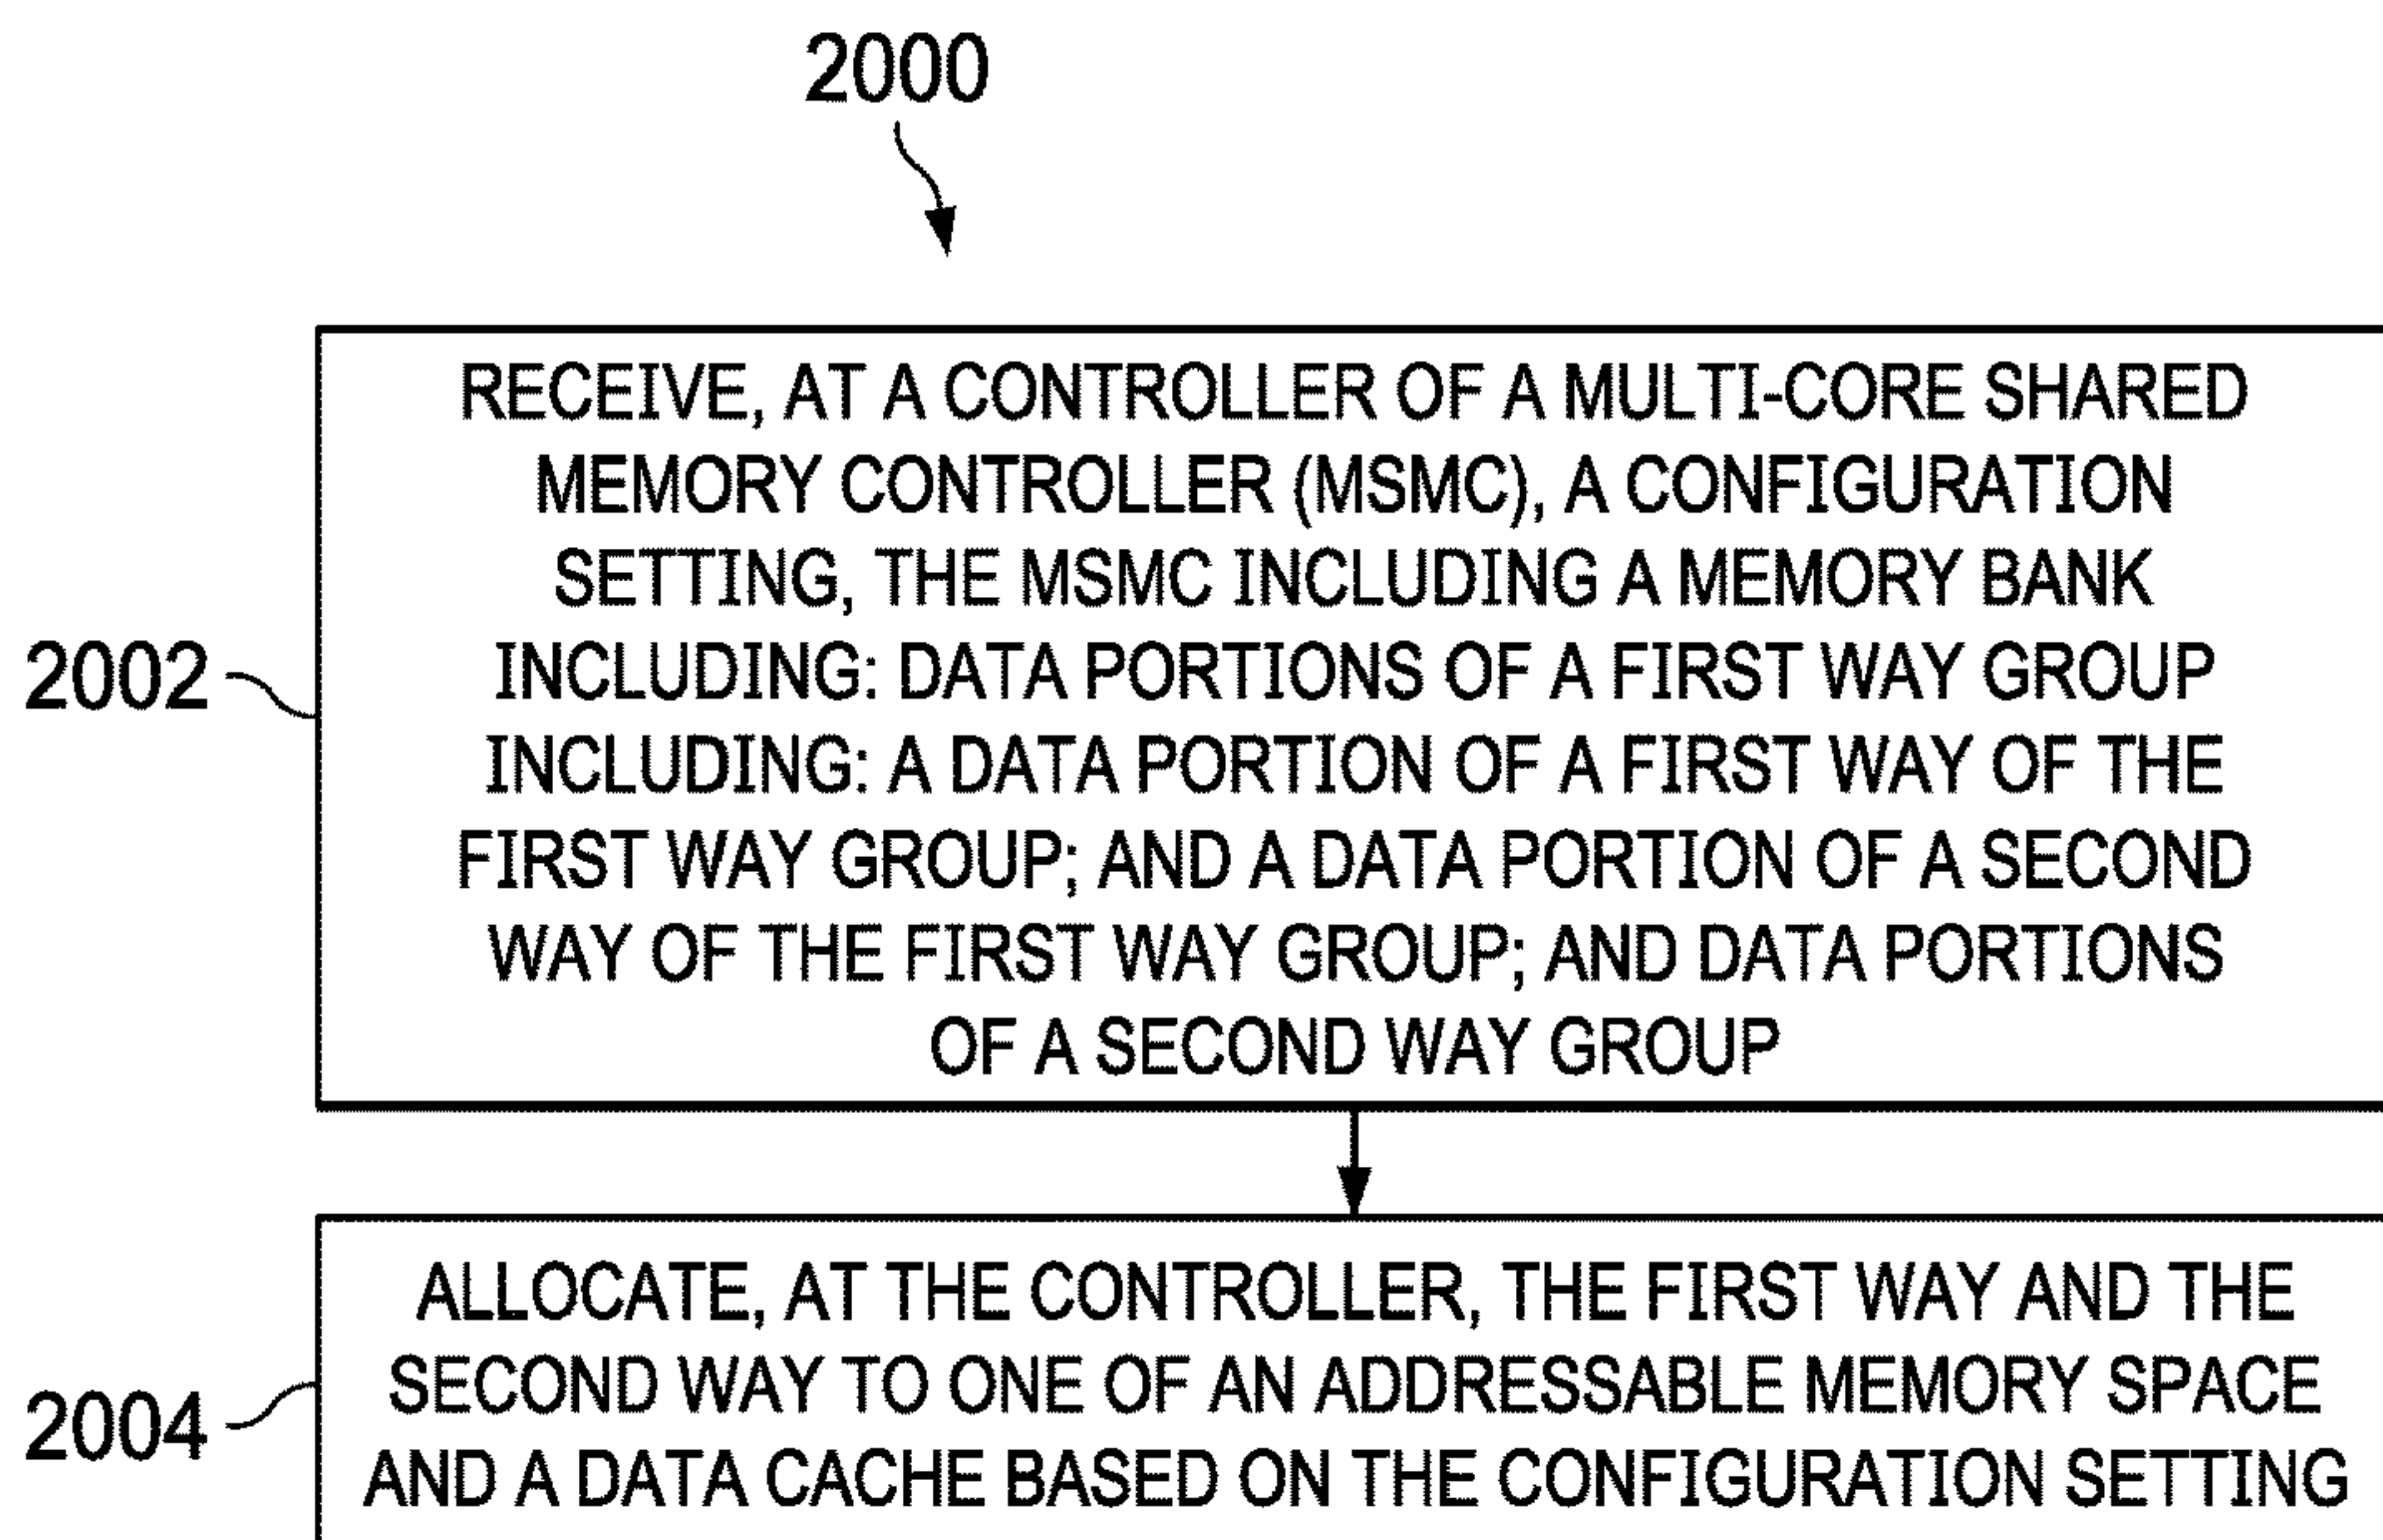 2000
RECEIVE, AT A CONTROLLER OF A MULTI-CORE SHARED
MEMORY CONTROLLER (MSMC), A CONFIGURATION
SETTING, THE MSMC INCLUDING A MEMORY BANK
INCLUDING: DATA PORTIONS OF A FIRST WAY GROUP
INCLUDING: A DATA PORTION OF A FIRST WAY OF THE
FIRST WAY GROUP; AND A DATA PORTION OF A SECOND
WAY OF THE FIRST WAY GROUP; AND DATA PORTIONS
OF A SECOND WAY GROUP
2002
ALLOCATE, AT THE CONTROLLER, THE FIRST WAY AND THE
SECOND WAY TO ONE OF AN ADDRESSABLE MEMORY SPACE
AND A DATA CACHE BASED ON THE CONFIGURATION SETTING
2004